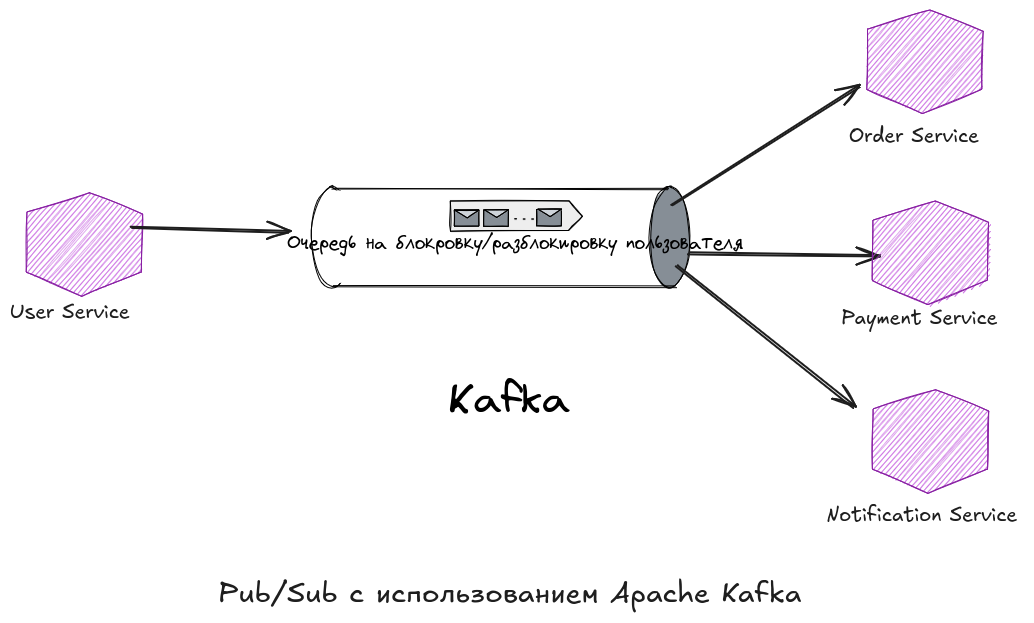 Order Service
Очередь на блокровку/разблокировку пользователя
User Service
Payment Service
Kafka
Notification Service
Pub/Sub с использованием Apache Kafka